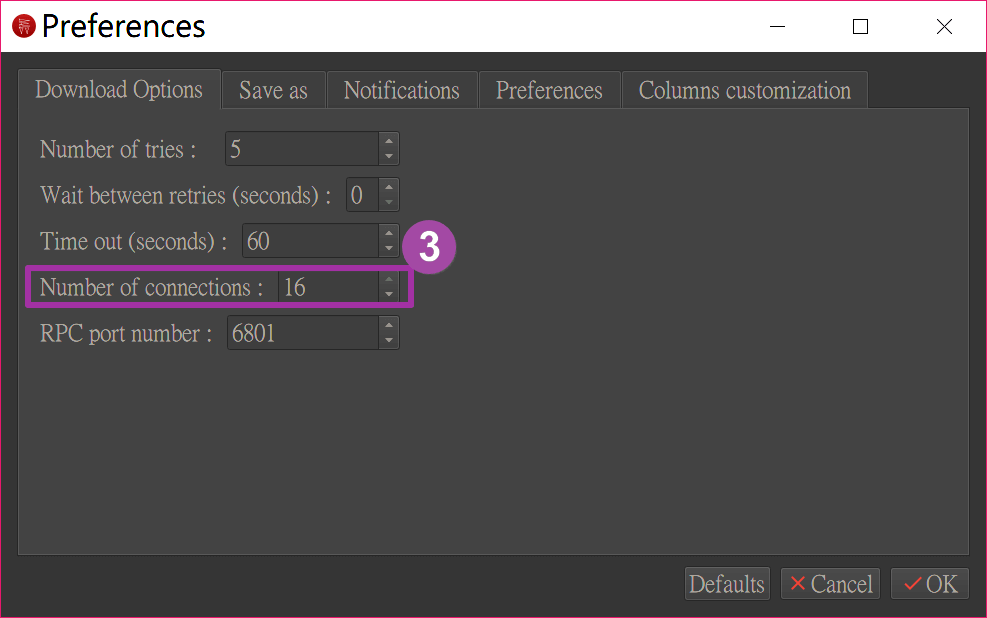 Preferences
Download Options Save as Notifications Preferences Columns customization
Number of tries : 5
Wait between retries (seconds) : 0
Time out (seconds) : 60
3
Number of connections : 16
RPC port number : 6801
Defaults Cancel OK